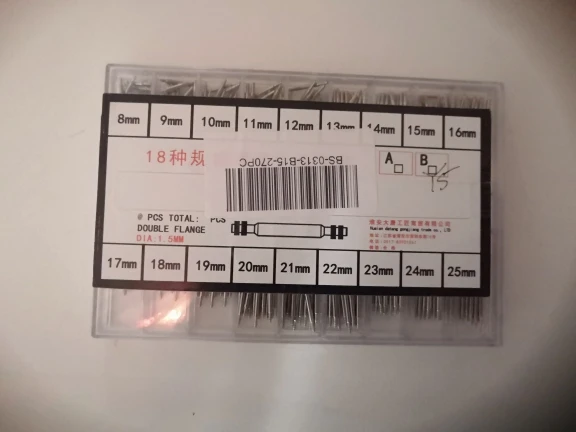 8mm 9mm 10mm 11mm 12mm 13mm 14mm 15mm 16mm
18种规
BS-0313-B15-270PC
A B
15
# PCS TOTAL: PCS
DOUBLE FLANGE
DIA:1.5MM
17mm 18mm 19mm 20mm 21mm 22mm 23mm 24mm 25mm